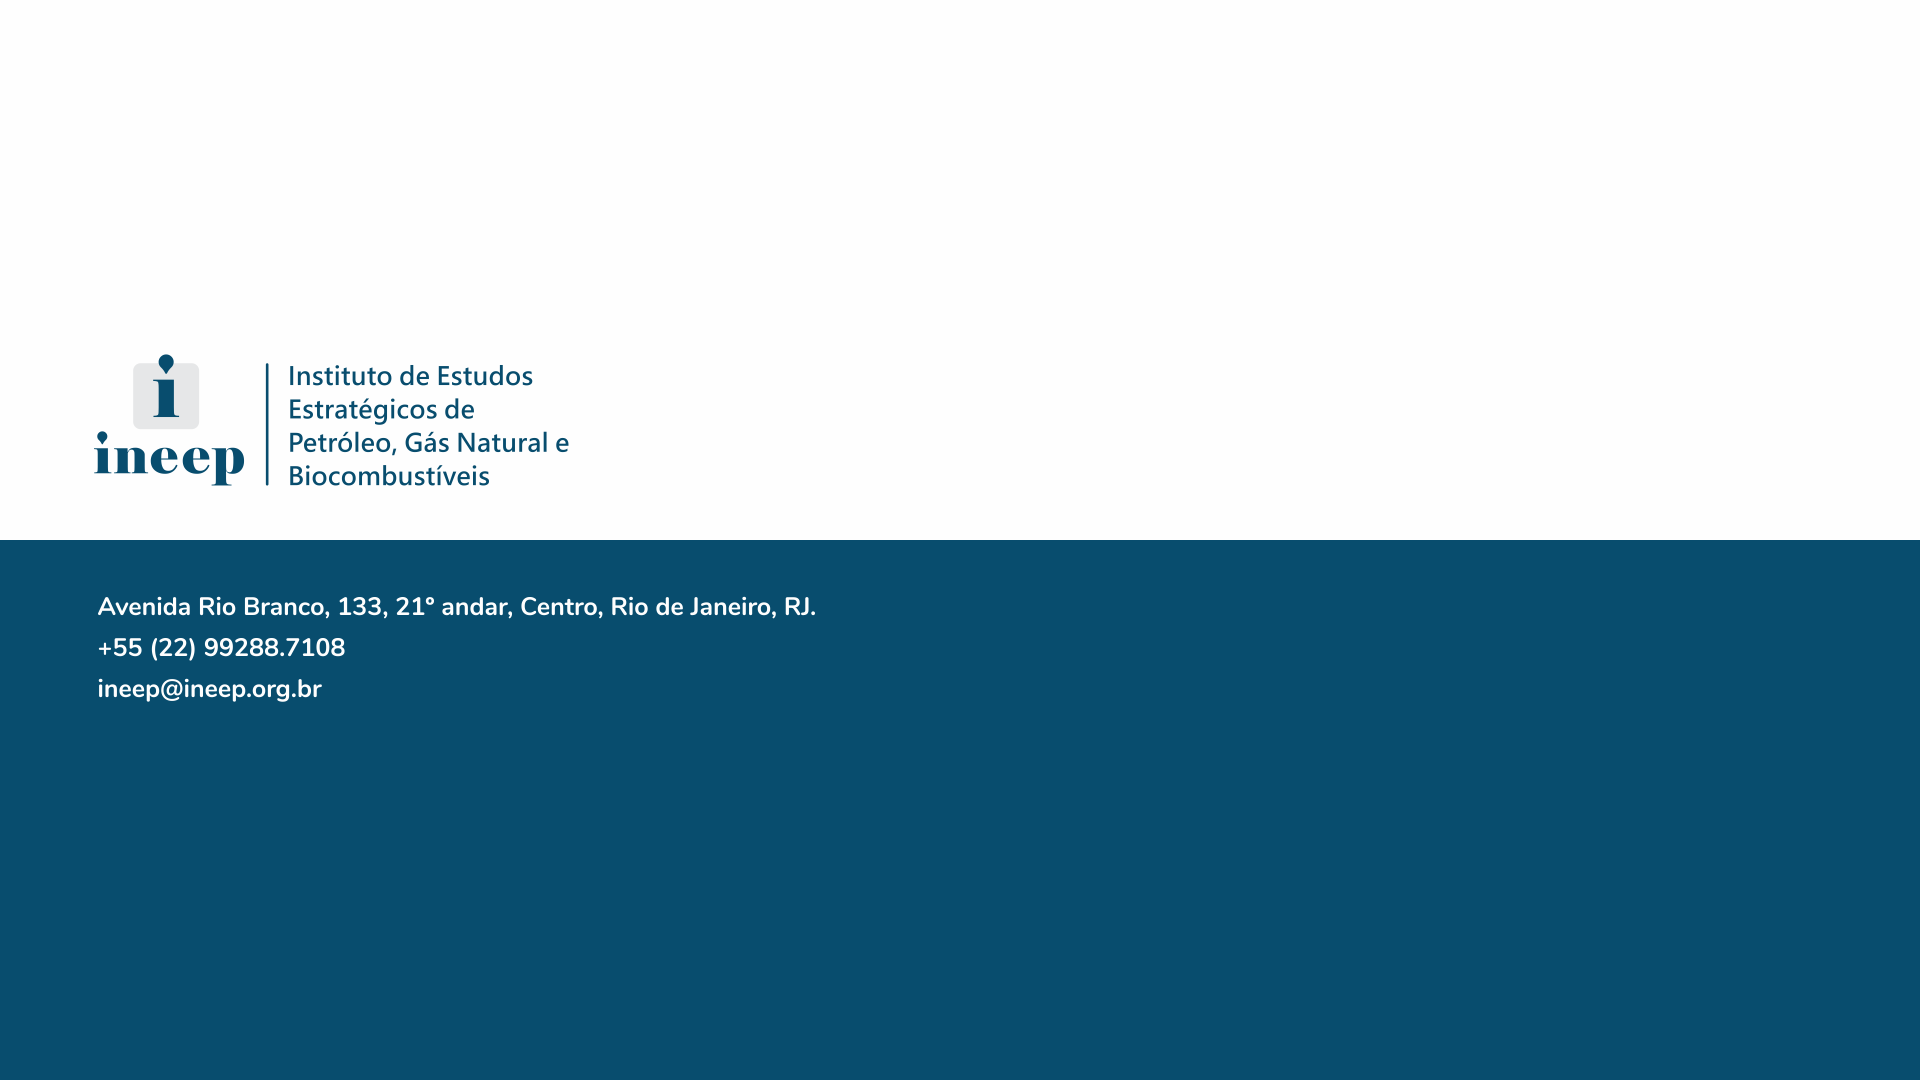 i
ineep
Instituto de Estudos
Estratégicos de
Petróleo, Gás Natural e
Biocombustíveis
Avenida Rio Branco, 133, 21º andar, Centro, Rio de Janeiro, RJ.
+55 (22) 99288.7108
ineep@ineep.org.br